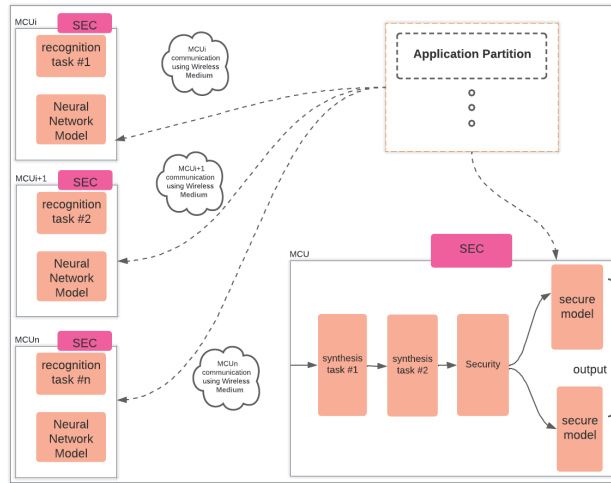 MCUi
SEC
recognition
task #1
Neural
Network
Model
MCUi
communication
using Wireless
Medium
Application Partition
MCUi+1
SEC
recognition
task #2
Neural
Network
Model
MCUi+1
communication
using Wireless
Medium
MCUn
SEC
recognition
task #n
Neural
Network
Model
MCUn
communication
using Wireless
Medium
MCU
SEC
synthesis
task #1
synthesis
task #2
Security
secure
model
output
secure
model